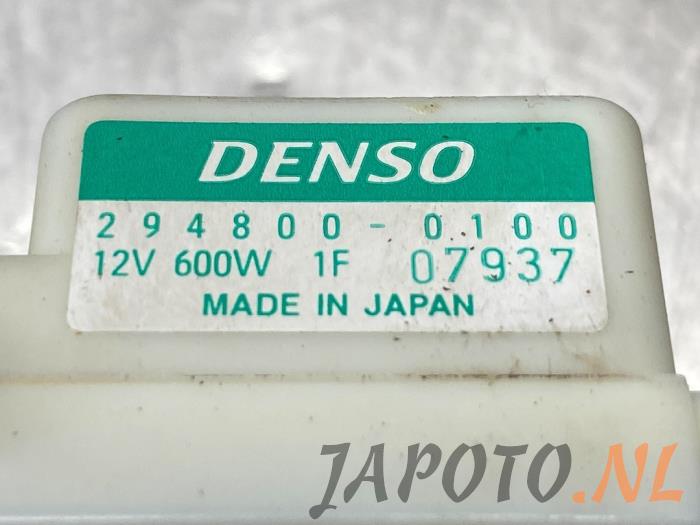 DENSO
294800-0100
12V 600W 1F 07937
MADE IN JAPAN
JAPOTO.NL